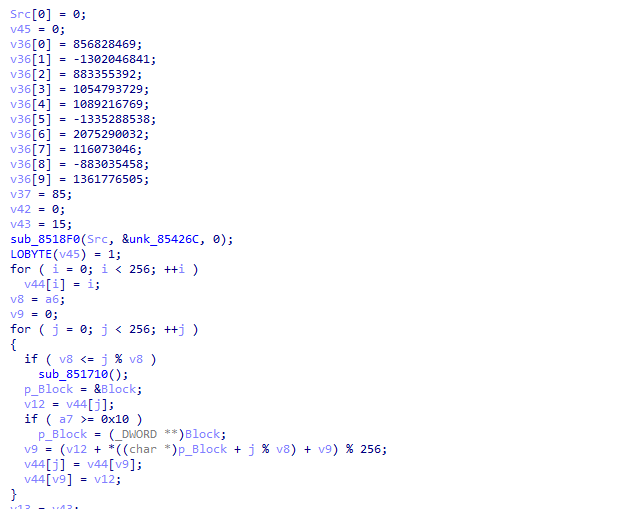 Src[0] = 0;
v45 = 0;
v36[0] = 856828469;
v36[1] = -1302046841;
v36[2] = 883355392;
v36[3] = 1054793729;
v36[4] = 1089216769;
v36[5] = -1335288538;
v36[6] = 2075290032;
v36[7] = 116073046;
v36[8] = -883035458;
v36[9] = 1361776505;
v37 = 85;
v42 = 0;
v43 = 15;
sub_8518F0(Src, &unk_85426C, 0);
LOBYTE(v45) = 1;
for ( i = 0; i < 256; ++i )
  v44[i] = i;
v8 = a6;
v9 = 0;
for ( j = 0; j < 256; ++j )
{
  if ( v8 <= j % v8 )
    sub_851710();
  p_Block = &Block;
  v12 = v44[j];
  if ( a7 >= 0x10 )
    p_Block = (_DWORD **)Block;
  v9 = (v12 + *((char *)p_Block + j % v8) + v9) % 256;
  v44[j] = v44[v9];
  v44[v9] = v12;
}
v13 = v43;